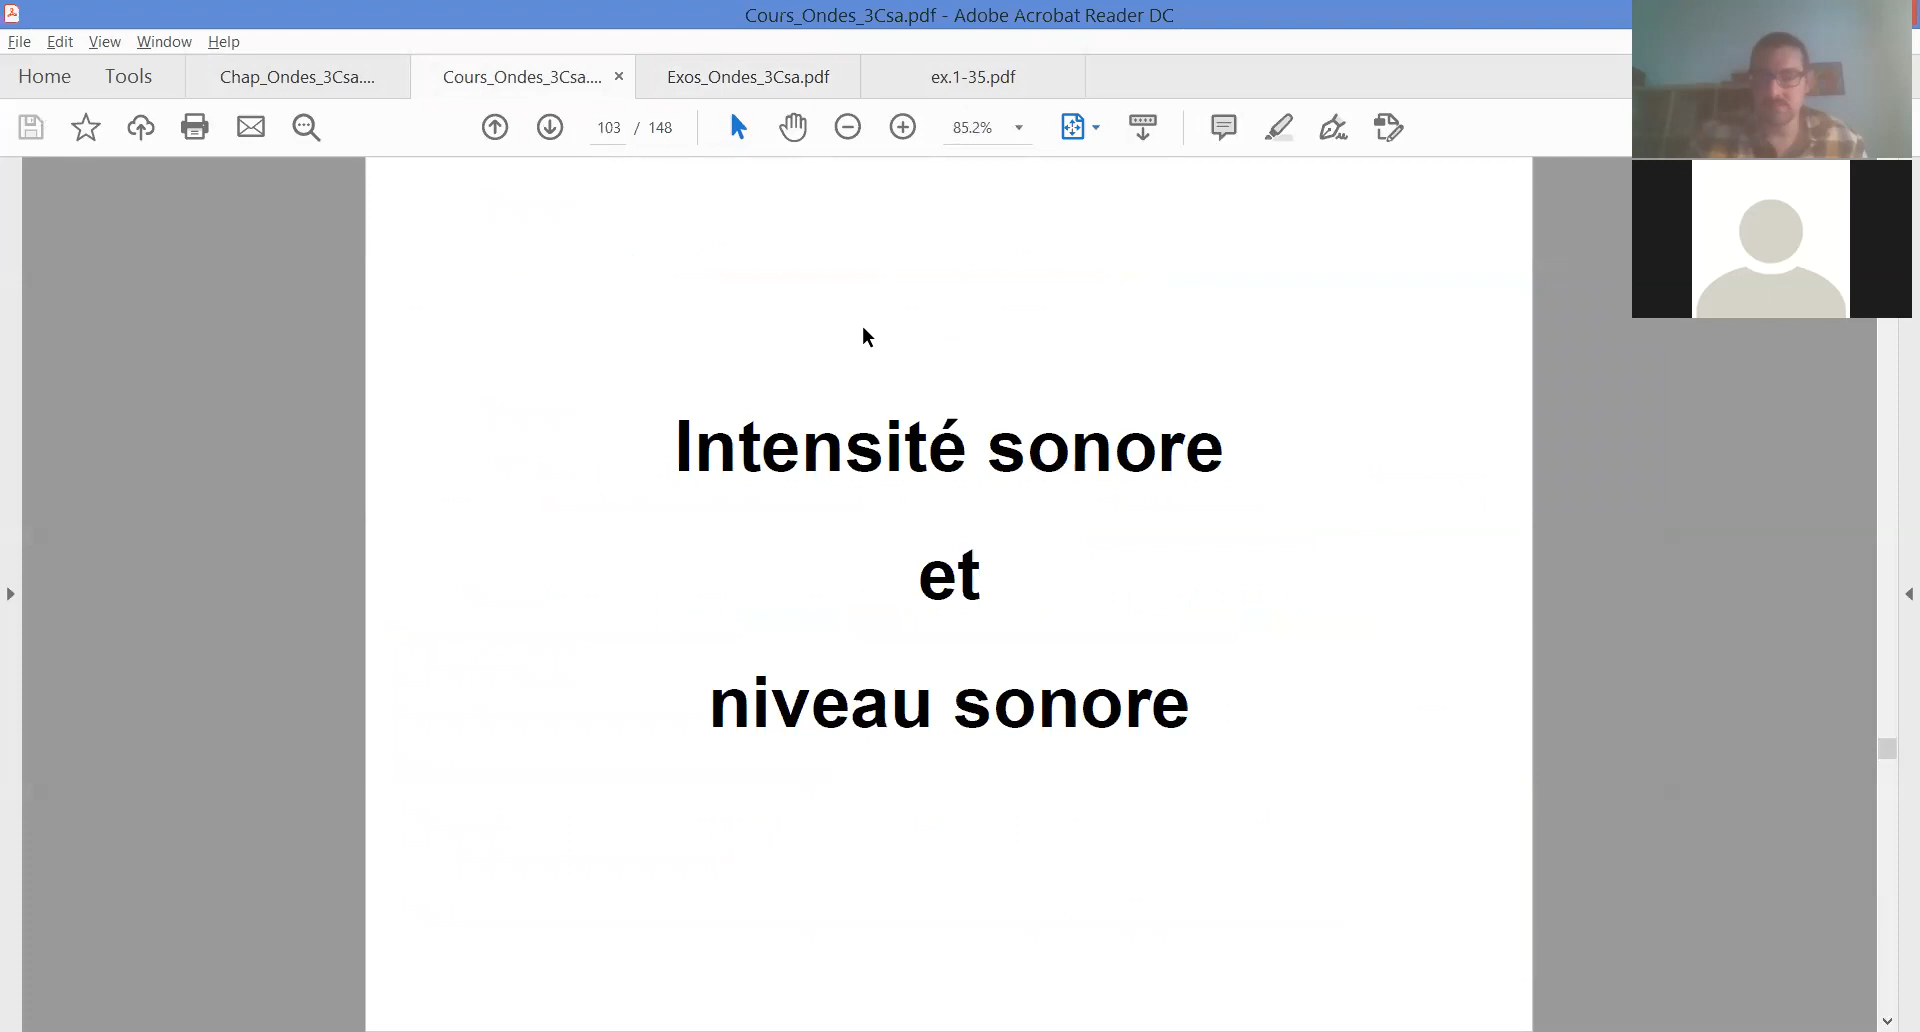 Cours_Ondes_3Csa.pdf - Adobe Acrobat Reader DC
File Edit View Window Help
Home Tools Chap_Ondes_3Csa.... Cours_Ondes_3Csa.... × Exos_Ondes_3Csa.pdf ex.1-35.pdf
103 / 148 85.2%
Intensité sonore
et
niveau sonore